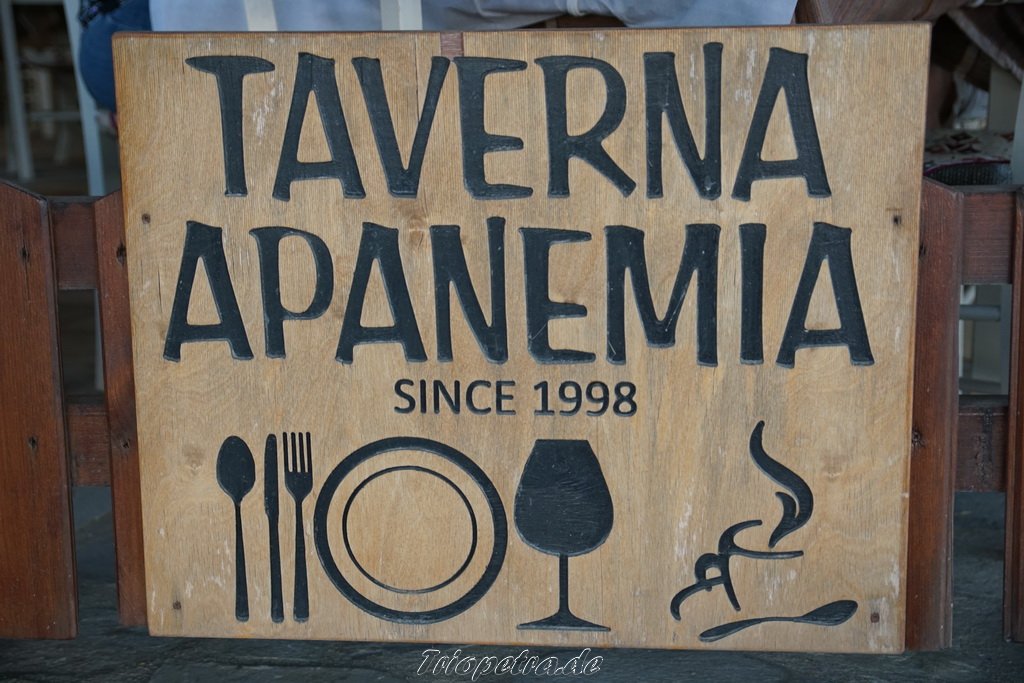 TAVERNA
APANEMIA
SINCE 1998
Triopetra.de